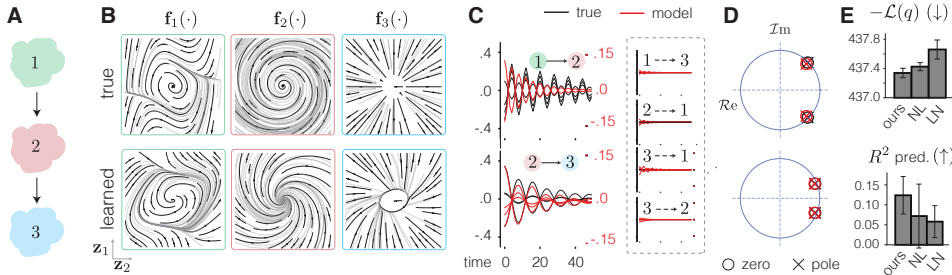 A
1
2
3
B
f₁(·)
f₂(·)
f₃(·)
true
learned
z₁
z₂
C
true
model
.4
.0
-.4
.15
.0
-.15
1 → 2
.4
.0
-.4
.15
.0
-.15
2 → 3
time
0
20
40
1 → 3
2 → 1
3 → 1
3 → 2
D
Im
Re
zero
pole
E
−L(q) (↓)
437.8
437.4
437.0
ours
NL
LN
R² pred. (↑)
0.15
0.10
0.05
0.00
ours
NL
LN